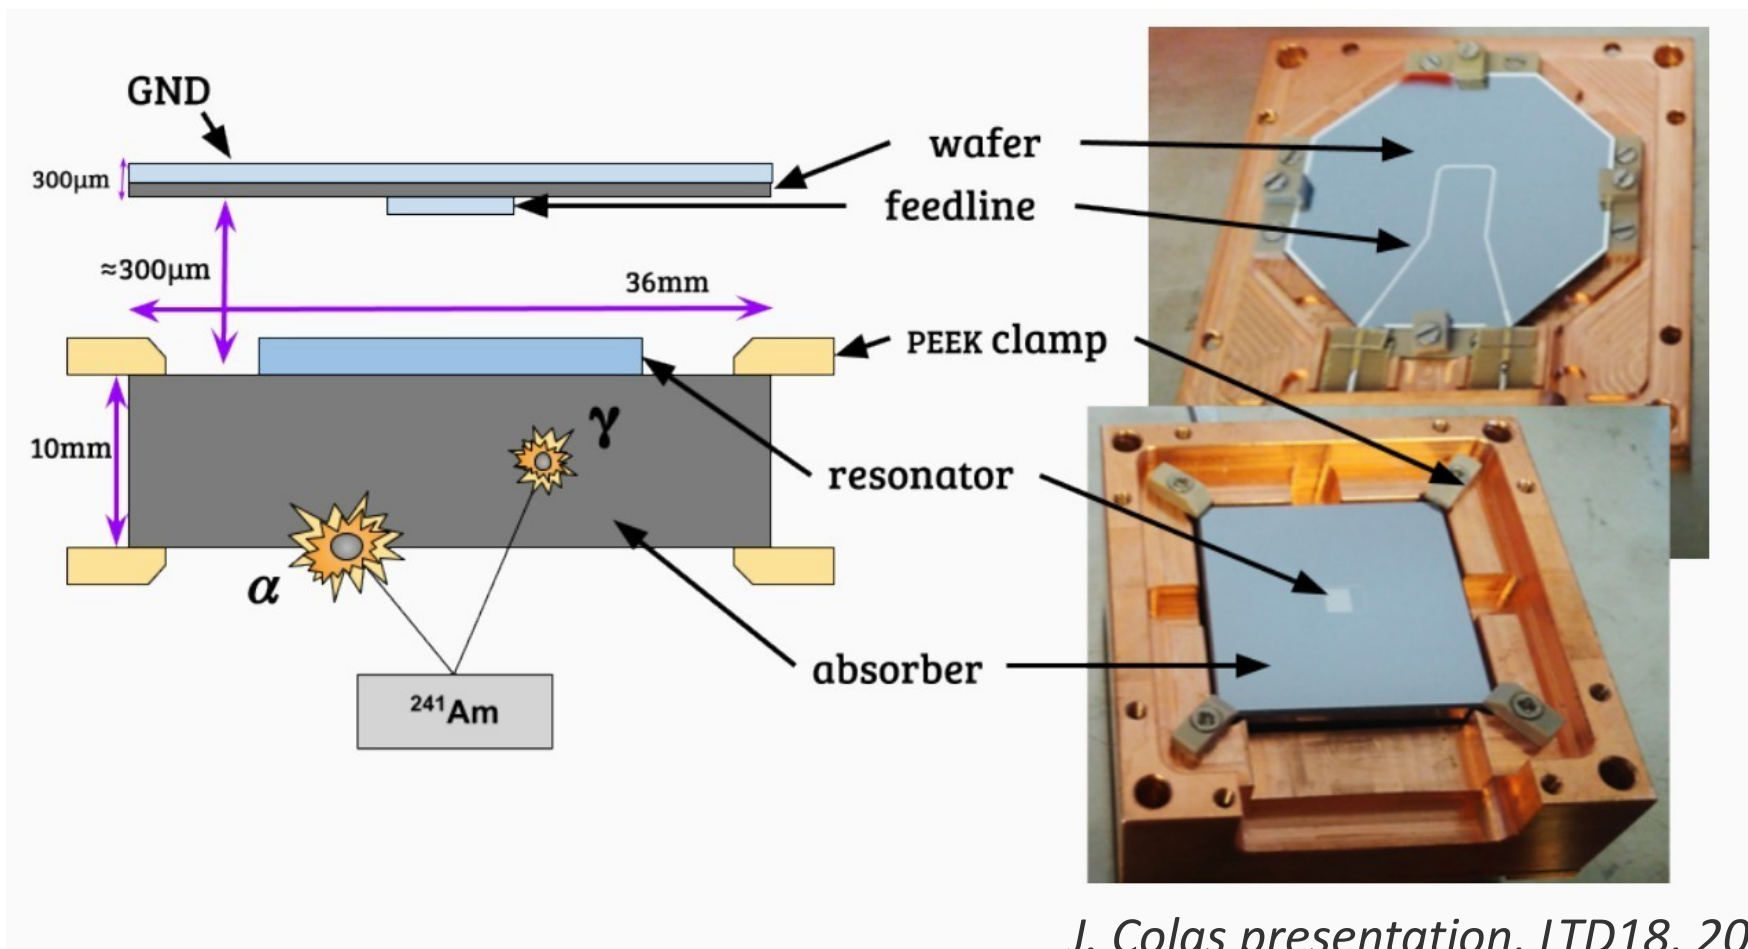 GND
wafer
300µm
feedline
≈300µm
36mm
PEEK clamp
γ
10mm
resonator
α
absorber
²⁴¹Am
J. Colas presentation, LTD18, 20